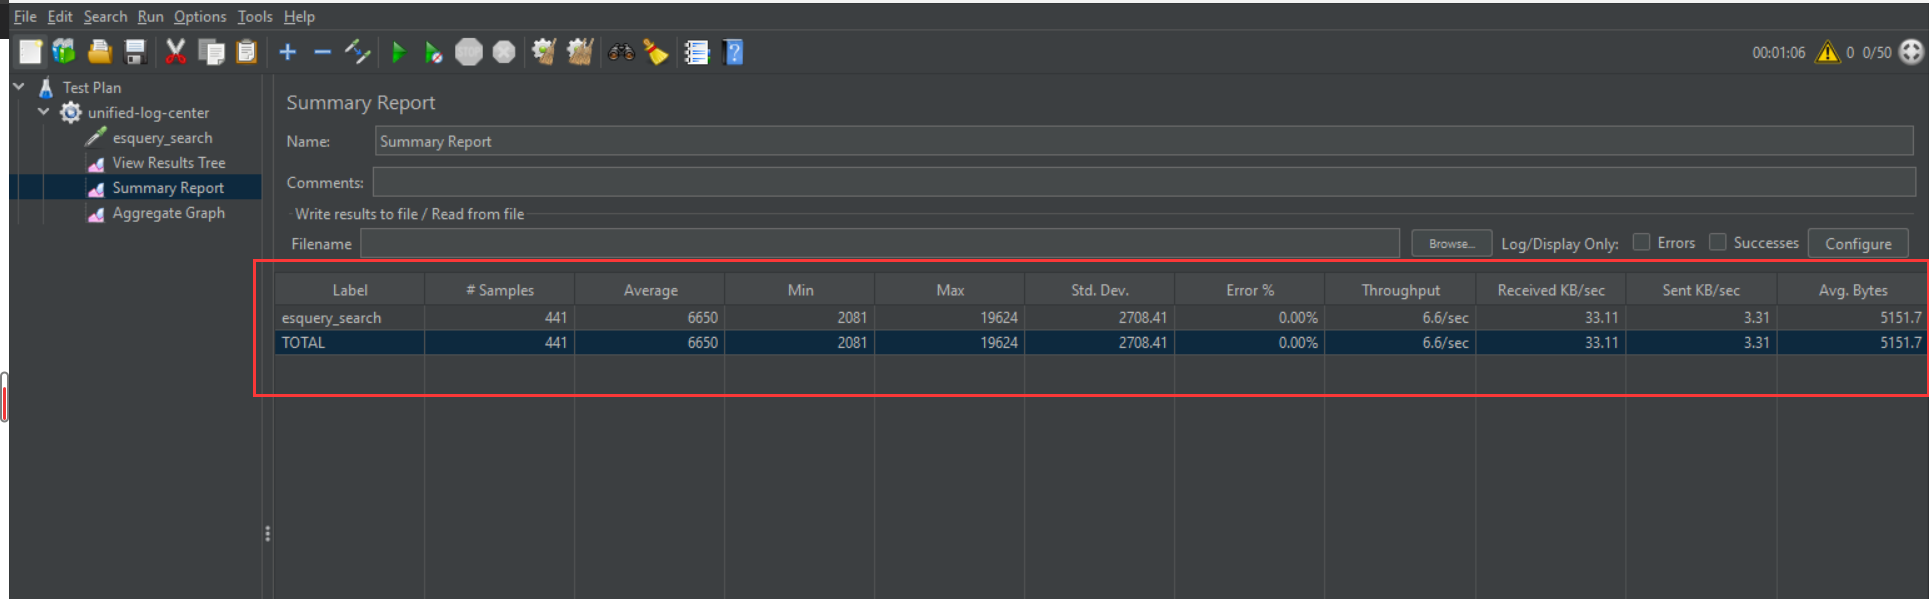 File Edit Search Run Options Tools Help
00:01:06 0 0/50
Test Plan
unified-log-center
esquery_search
View Results Tree
Summary Report
Aggregate Graph
Summary Report
Name: Summary Report
Comments:
Write results to file / Read from file
Filename Browse... Log/Display Only: Errors Successes Configure
Label # Samples Average Min Max Std. Dev. Error % Throughput Received KB/sec Sent KB/sec Avg. Bytes
esquery_search 441 6650 2081 19624 2708.41 0.00% 6.6/sec 33.11 3.31 5151.7
TOTAL 441 6650 2081 19624 2708.41 0.00% 6.6/sec 33.11 3.31 5151.7